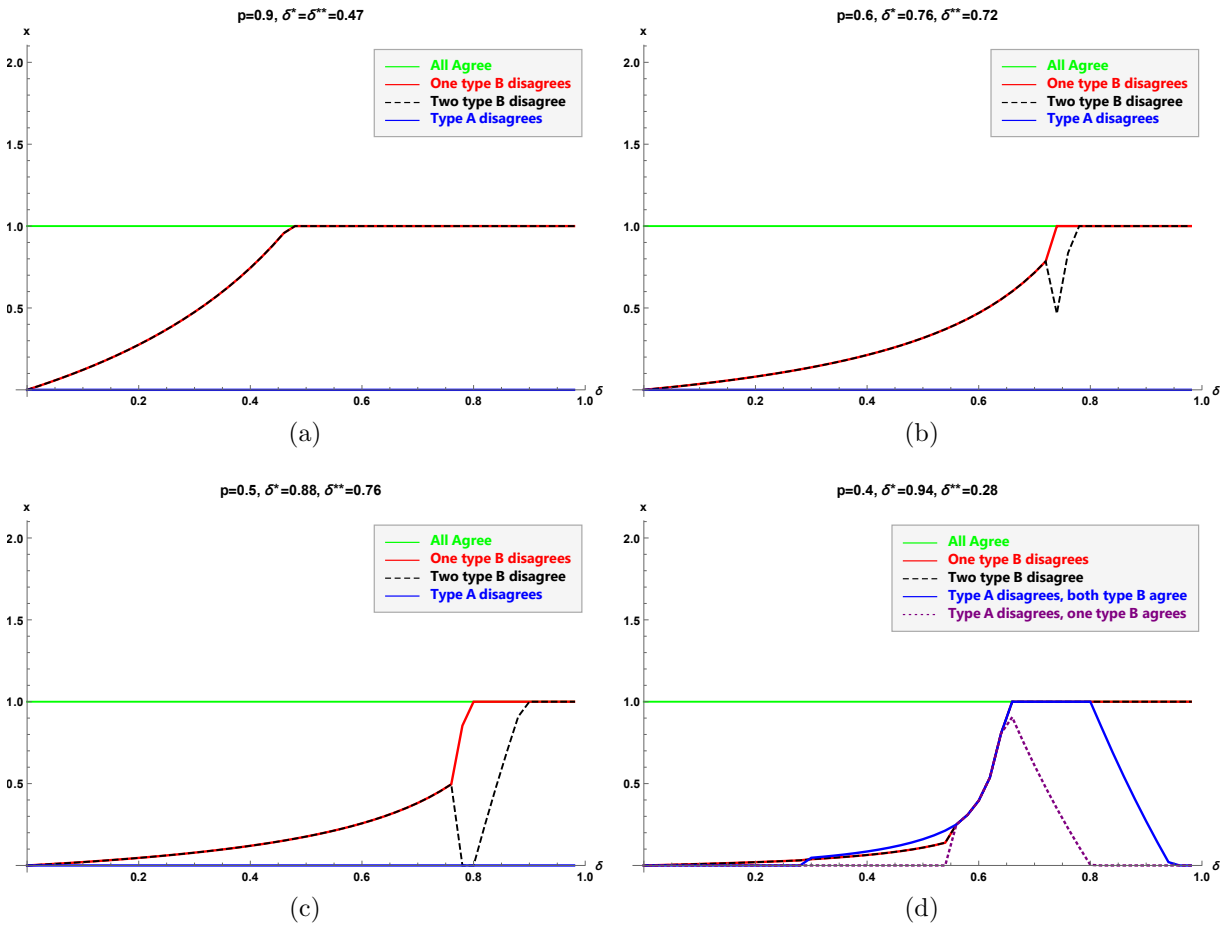 p=0.9, δ*=δ**=0.47
x
2.0
1.5
1.0
0.5
0.2
0.4
0.6
0.8
1.0
δ
All Agree
One type B disagrees
Two type B disagree
Type A disagrees
(a)
p=0.6, δ*=0.76, δ**=0.72
x
2.0
1.5
1.0
0.5
0.2
0.4
0.6
0.8
1.0
δ
All Agree
One type B disagrees
Two type B disagree
Type A disagrees
(b)
p=0.5, δ*=0.88, δ**=0.76
x
2.0
1.5
1.0
0.5
0.2
0.4
0.6
0.8
1.0
δ
All Agree
One type B disagrees
Two type B disagree
Type A disagrees
(c)
p=0.4, δ*=0.94, δ**=0.28
x
2.0
1.5
1.0
0.5
0.2
0.4
0.6
0.8
1.0
δ
All Agree
One type B disagrees
Two type B disagree
Type A disagrees, both type B agree
Type A disagrees, one type B agrees
(d)